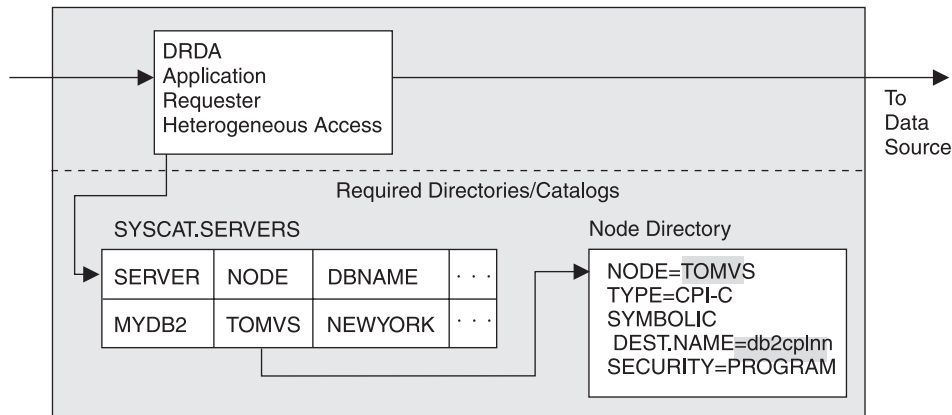 DRDA
Application
Requester
Heterogeneous Access
To
Data
Source
Required Directories/Catalogs
SYSCAT.SERVERS
SERVER NODE DBNAME . . .
MYDB2 TOMVS NEWYORK . . .
Node Directory
NODE=TOMVS
TYPE=CPI-C
SYMBOLIC
DEST.NAME=db2cplnn
SECURITY=PROGRAM